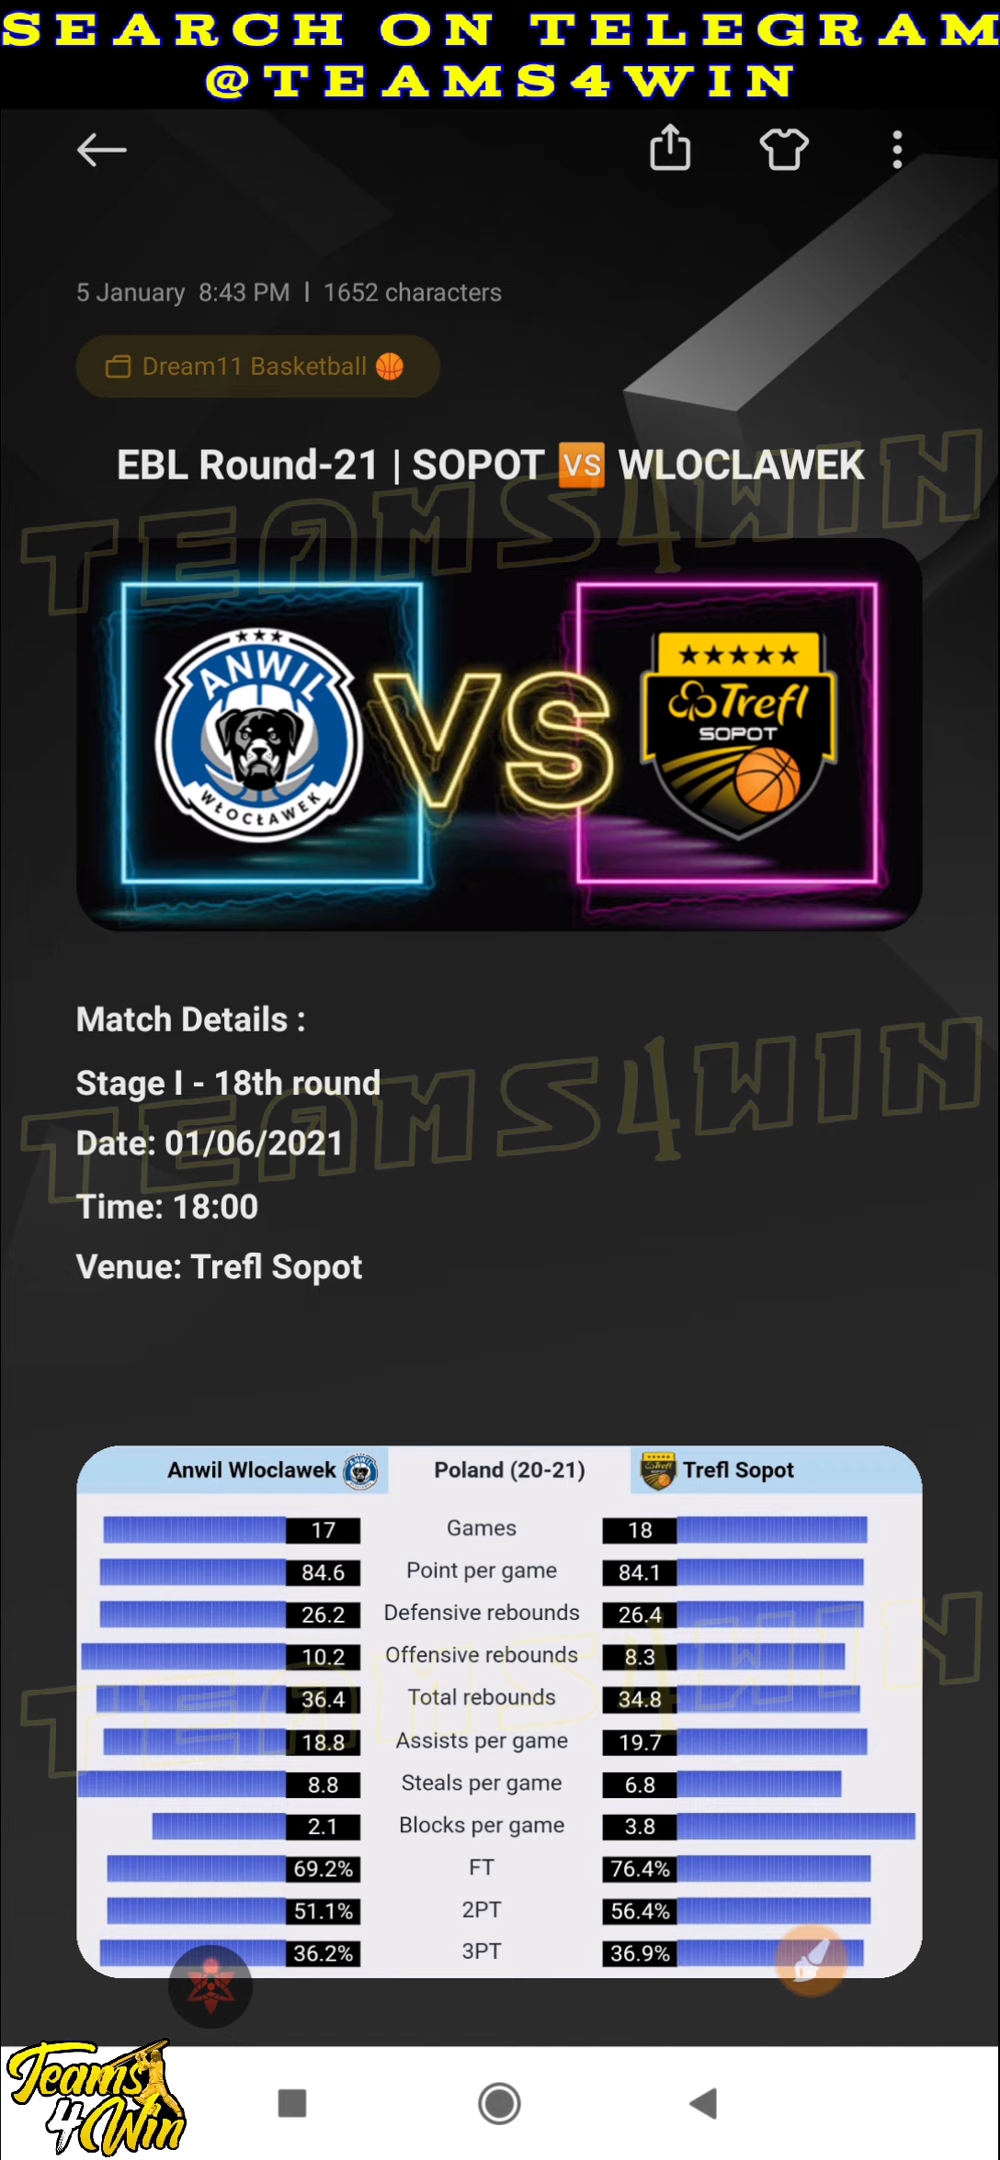 SEARCH ON TELEGRAM
@TEAMS4WIN
5 January 8:43 PM | 1652 characters
Dream11 Basketball 🏀
EBL Round-21 | SOPOT 🆚 WLOCLAWEK
TEAMS4WIN
ANWIL
WŁOCŁAWEK
VS
Trefl
SOPOT
Match Details :
Stage I - 18th round
TEAMS4WIN
Date: 01/06/2021
Time: 18:00
Venue: Trefl Sopot
Anwil Wloclawek Poland (20-21) Trefl Sopot
17 Games 18
84.6 Point per game 84.1
26.2 Defensive rebounds 26.4
10.2 Offensive rebounds 8.3
TEAMS4WIN
36.4 Total rebounds 34.8
18.8 Assists per game 19.7
8.8 Steals per game 6.8
2.1 Blocks per game 3.8
69.2% FT 76.4%
51.1% 2PT 56.4%
36.2% 3PT 36.9%
Teams
4Win